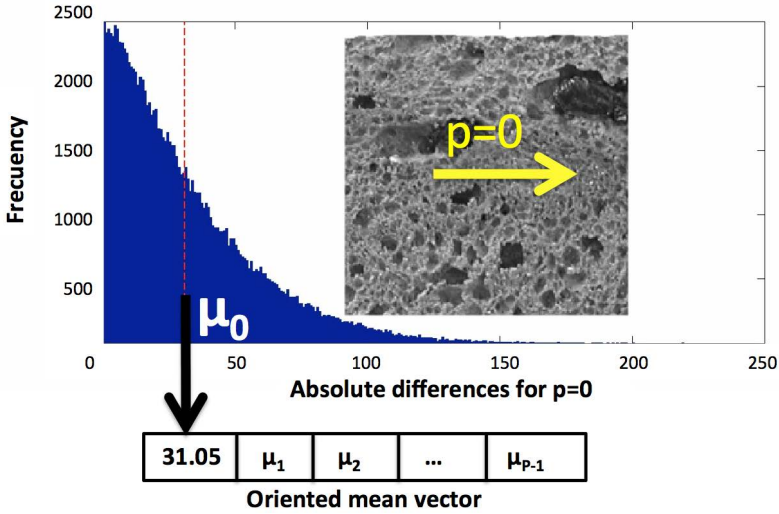 2500
2000
1500
1000
500
Frecuency
p=0
μ0
0 50 100 150 200 250
Absolute differences for p=0
31.05 μ1 μ2 ... μP-1
Oriented mean vector